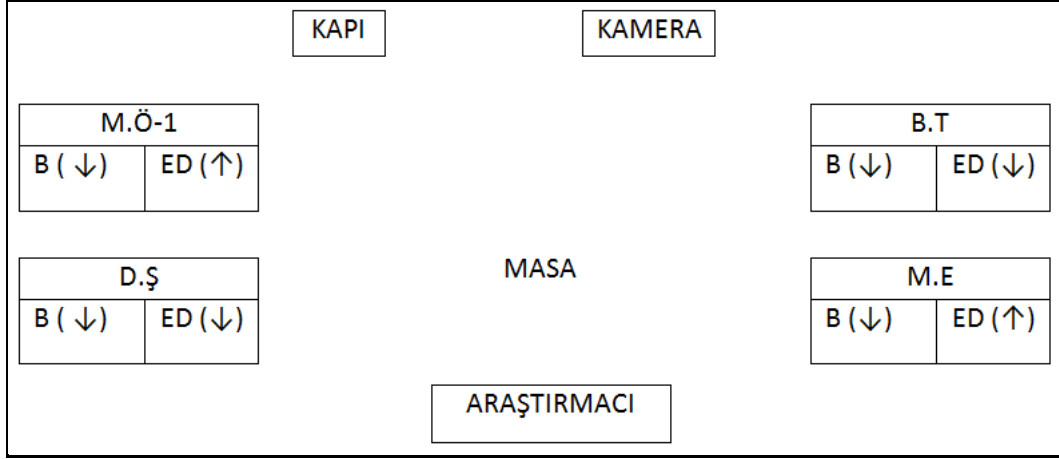 KAPI
KAMERA
M.Ö-1
B ( ↓)
ED (↑)
B.T
B (↓)
ED (↓)
D.Ş
B ( ↓)
ED (↓)
MASA
M.E
B (↓)
ED (↑)
ARAŞTIRMACI